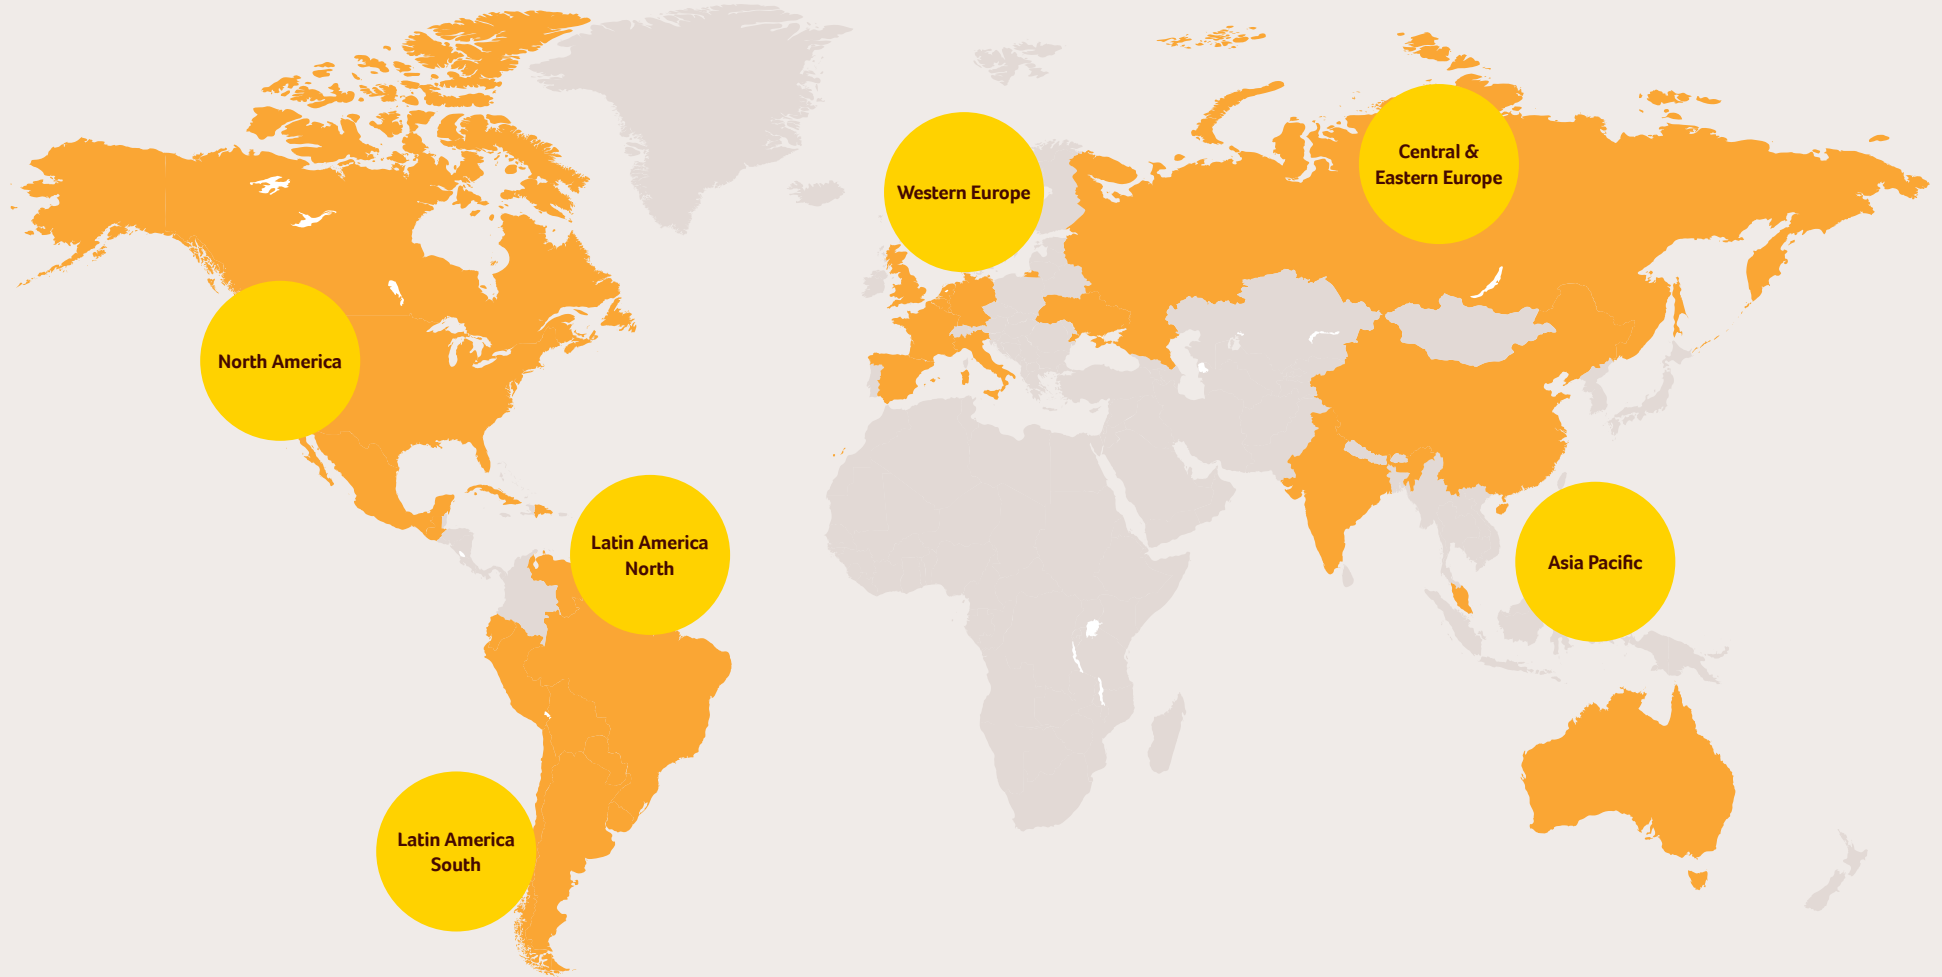 Central &
Eastern Europe
Western Europe
North America
Latin America
North
Asia Pacific
Latin America
South